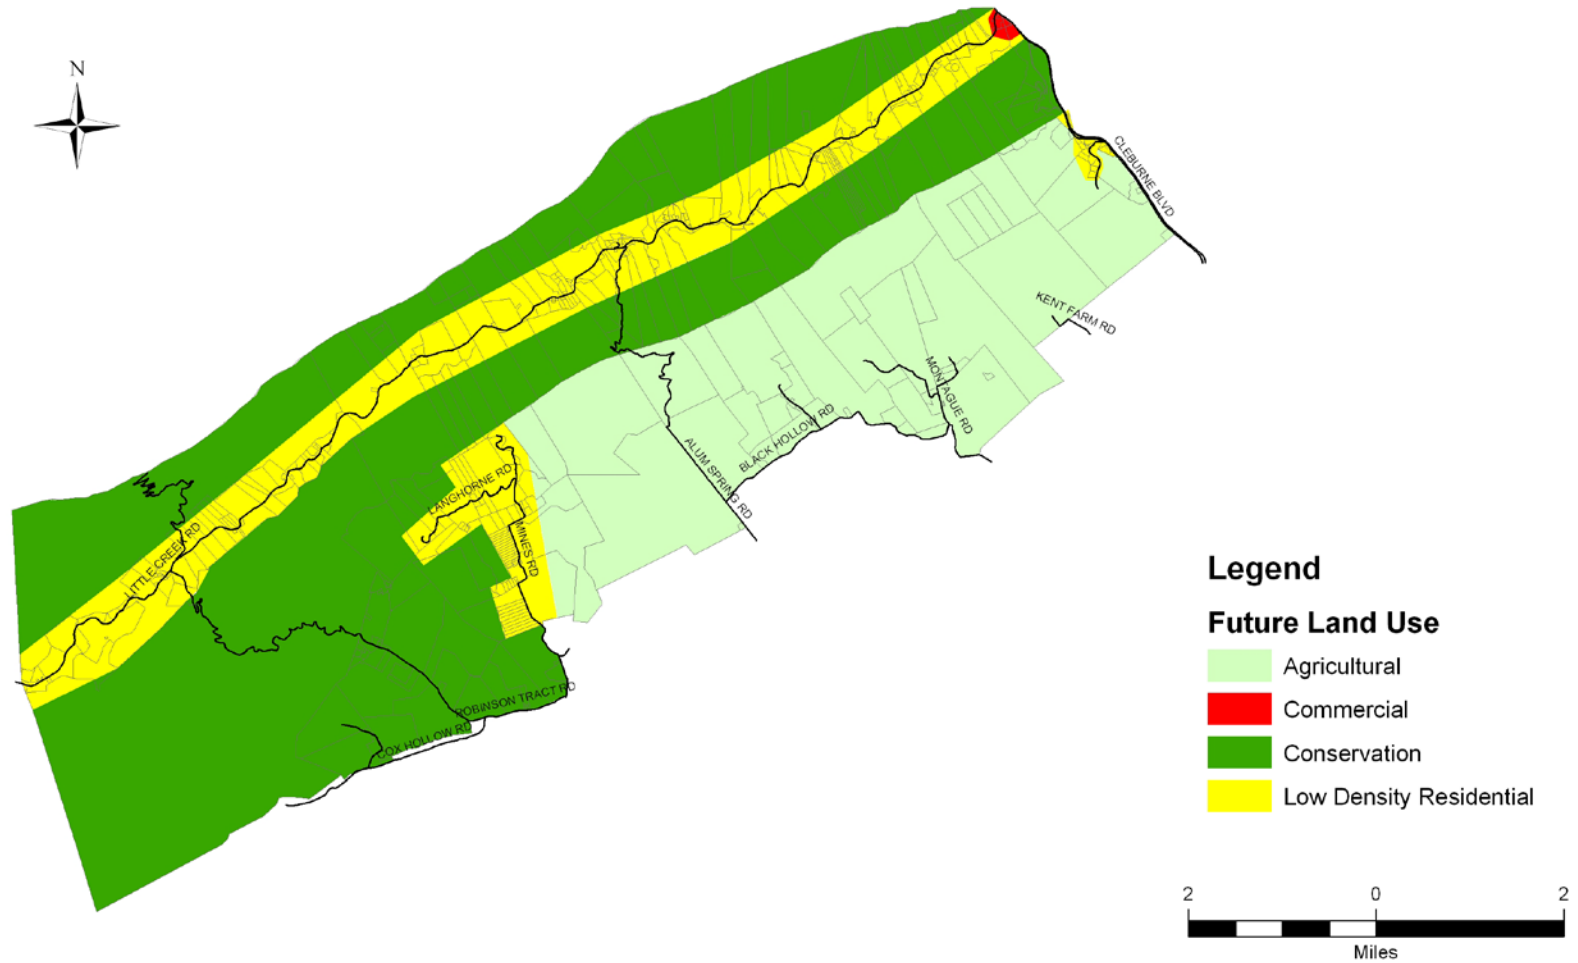 N
CLEBURNE BLVD
KENT FARM RD
MONTAGUE RD
BLACK HOLLOW RD
ALUM SPRING RD
LANGHORNE RD
MINES RD
LITTLE CREEK RD
ROBINSON TRACT RD
COX HOLLOW RD
Legend
Future Land Use
Agricultural
Commercial
Conservation
Low Density Residential
2 0 2
Miles